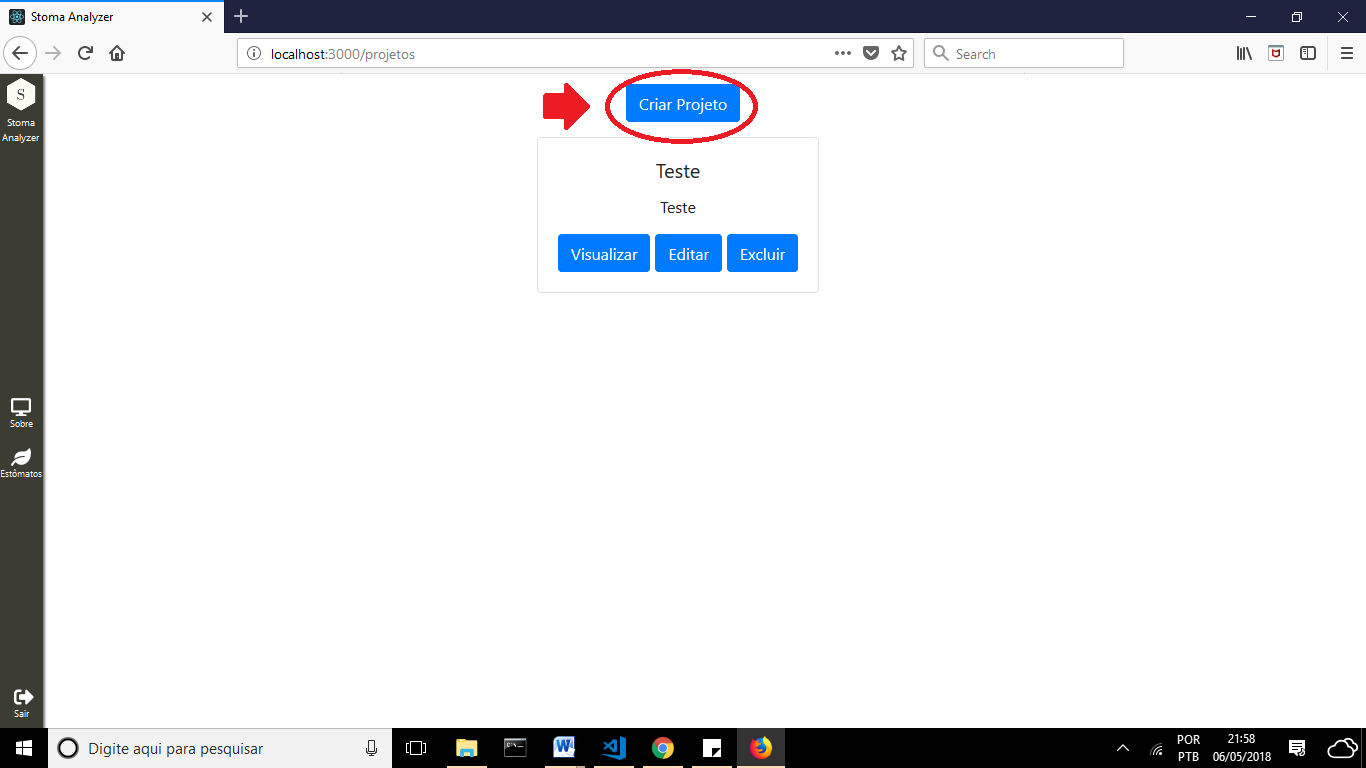 Stoma Analyzer
localhost:3000/projetos
Search
S
Stoma
Analyzer
Criar Projeto
Teste
Teste
Visualizar Editar Excluir
Sobre
Estômatos
Sair
Digite aqui para pesquisar
POR
PTB
21:58
06/05/2018